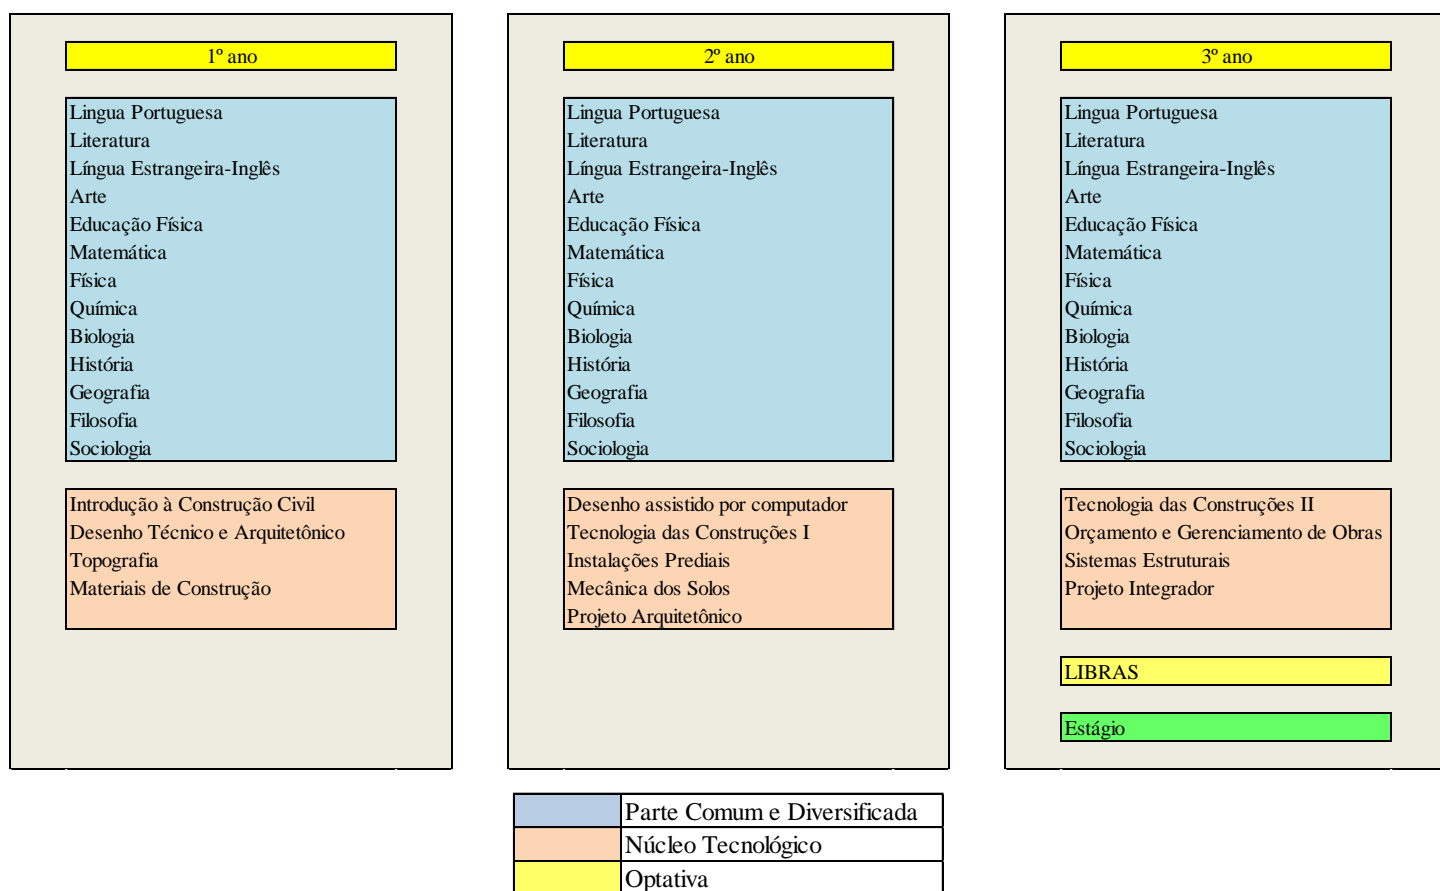 1º ano
Lingua Portuguesa
Literatura
Língua Estrangeira-Inglês
Arte
Educação Física
Matemática
Física
Química
Biologia
História
Geografia
Filosofia
Sociologia
Introdução à Construção Civil
Desenho Técnico e Arquitetônico
Topografia
Materiais de Construção
2º ano
Lingua Portuguesa
Literatura
Língua Estrangeira-Inglês
Arte
Educação Física
Matemática
Física
Química
Biologia
História
Geografia
Filosofia
Sociologia
Desenho assistido por computador
Tecnologia das Construções I
Instalações Prediais
Mecânica dos Solos
Projeto Arquitetônico
3º ano
Lingua Portuguesa
Literatura
Língua Estrangeira-Inglês
Arte
Educação Física
Matemática
Física
Química
Biologia
História
Geografia
Filosofia
Sociologia
Tecnologia das Construções II
Orçamento e Gerenciamento de Obras
Sistemas Estruturais
Projeto Integrador
LIBRAS
Estágio
Parte Comum e Diversificada
Núcleo Tecnológico
Optativa